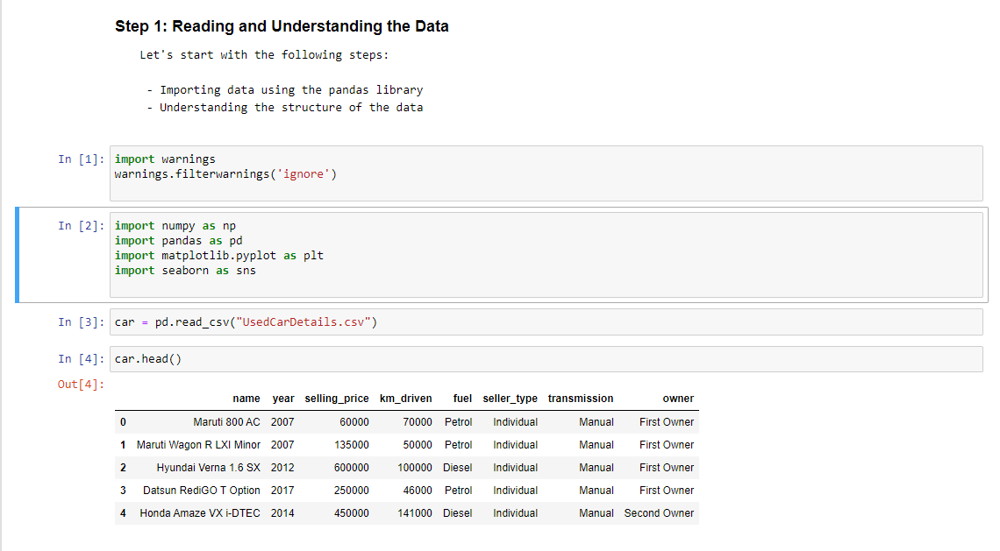 Step 1: Reading and Understanding the Data
Let's start with the following steps:
- Importing data using the pandas library
- Understanding the structure of the data
In [1]: import warnings
warnings.filterwarnings('ignore')
In [2]: import numpy as np
import pandas as pd
import matplotlib.pyplot as plt
import seaborn as sns
In [3]: car = pd.read_csv("UsedCarDetails.csv")
In [4]: car.head()
Out[4]:
name year selling_price km_driven fuel seller_type transmission owner
0 Maruti 800 AC 2007 60000 70000 Petrol Individual Manual First Owner
1 Maruti Wagon R LXI Minor 2007 135000 50000 Petrol Individual Manual First Owner
2 Hyundai Verna 1.6 SX 2012 600000 100000 Diesel Individual Manual First Owner
3 Datsun RediGO T Option 2017 250000 46000 Petrol Individual Manual First Owner
4 Honda Amaze VX i-DTEC 2014 450000 141000 Diesel Individual Manual Second Owner